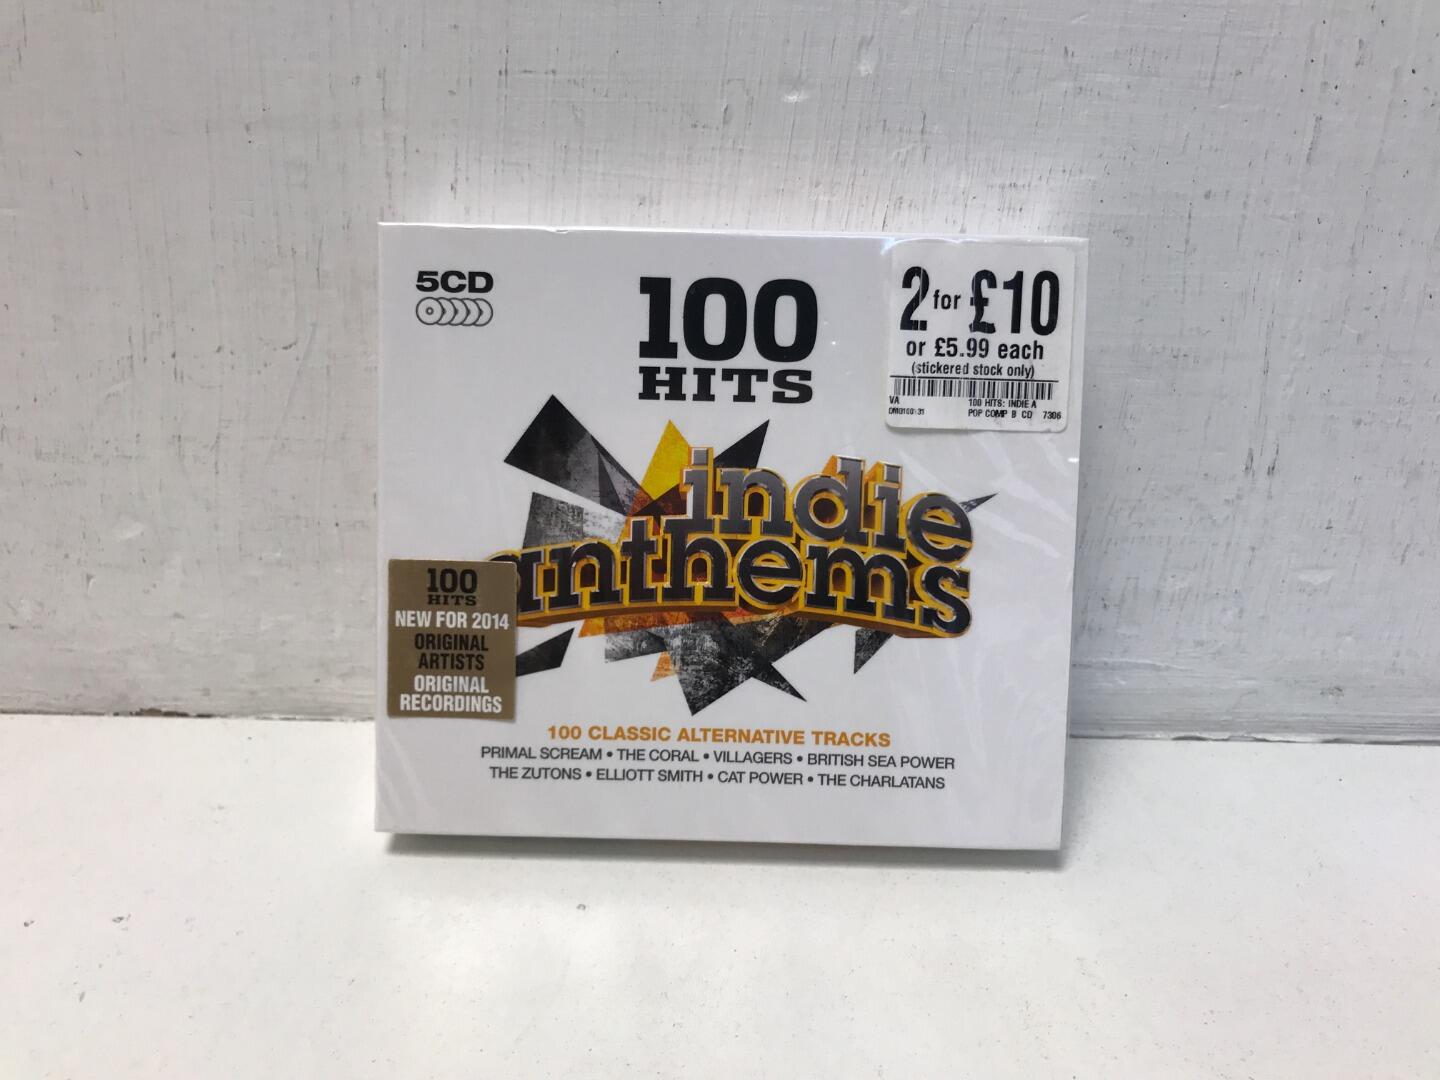 5CD
100
HITS
2 for £10
or £5.99 each
(stickered stock only)
VA
100 HITS: INDIE A
POP COMP B CD 7306
indie
anthems
100
HITS
NEW FOR 2014
ORIGINAL
ARTISTS
ORIGINAL
RECORDINGS
100 CLASSIC ALTERNATIVE TRACKS
PRIMAL SCREAM • THE CORAL • VILLAGERS • BRITISH SEA POWER
THE ZUTONS • ELLIOTT SMITH • CAT POWER • THE CHARLATANS